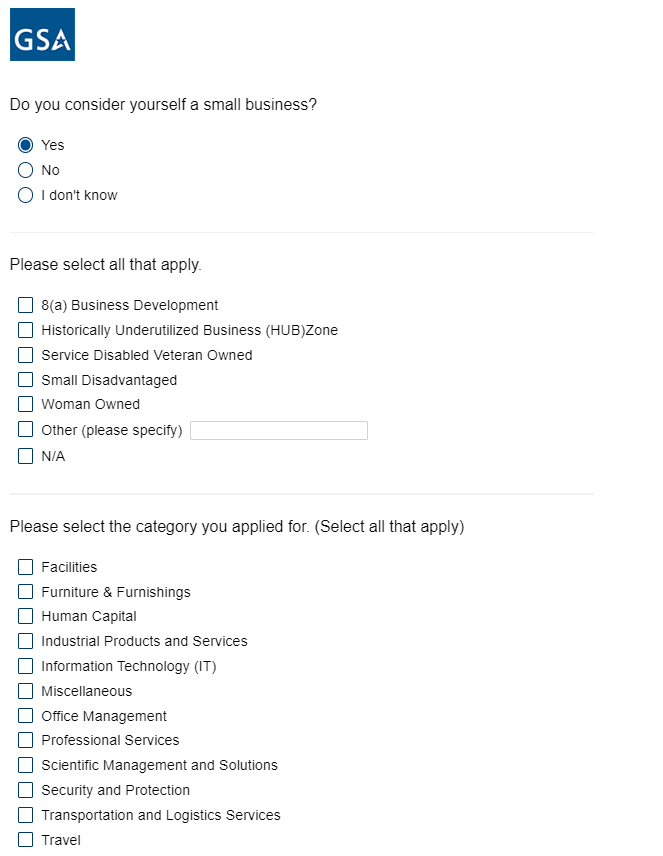 GSA
Do you consider yourself a small business?
Yes
No
I don't know
Please select all that apply.
8(a) Business Development
Historically Underutilized Business (HUB)Zone
Service Disabled Veteran Owned
Small Disadvantaged
Woman Owned
Other (please specify)
N/A
Please select the category you applied for. (Select all that apply)
Facilities
Furniture & Furnishings
Human Capital
Industrial Products and Services
Information Technology (IT)
Miscellaneous
Office Management
Professional Services
Scientific Management and Solutions
Security and Protection
Transportation and Logistics Services
Travel